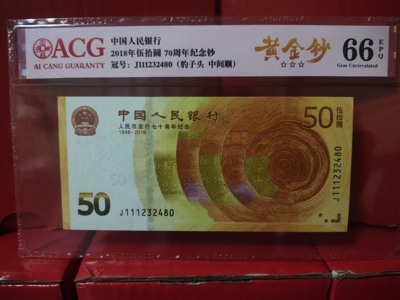 ACG
AI CANG GUARANTY
中国人民银行
2018年伍拾圆 70周年纪念钞
冠号：J111232480（豹子头 中间顺）
黄金钞
☆☆☆
66 EPQ
Gem Uncirculated
中国人民银行
人民币发行七十周年纪念
1948-2018
50 伍拾圆
J111232480
50
J111232480